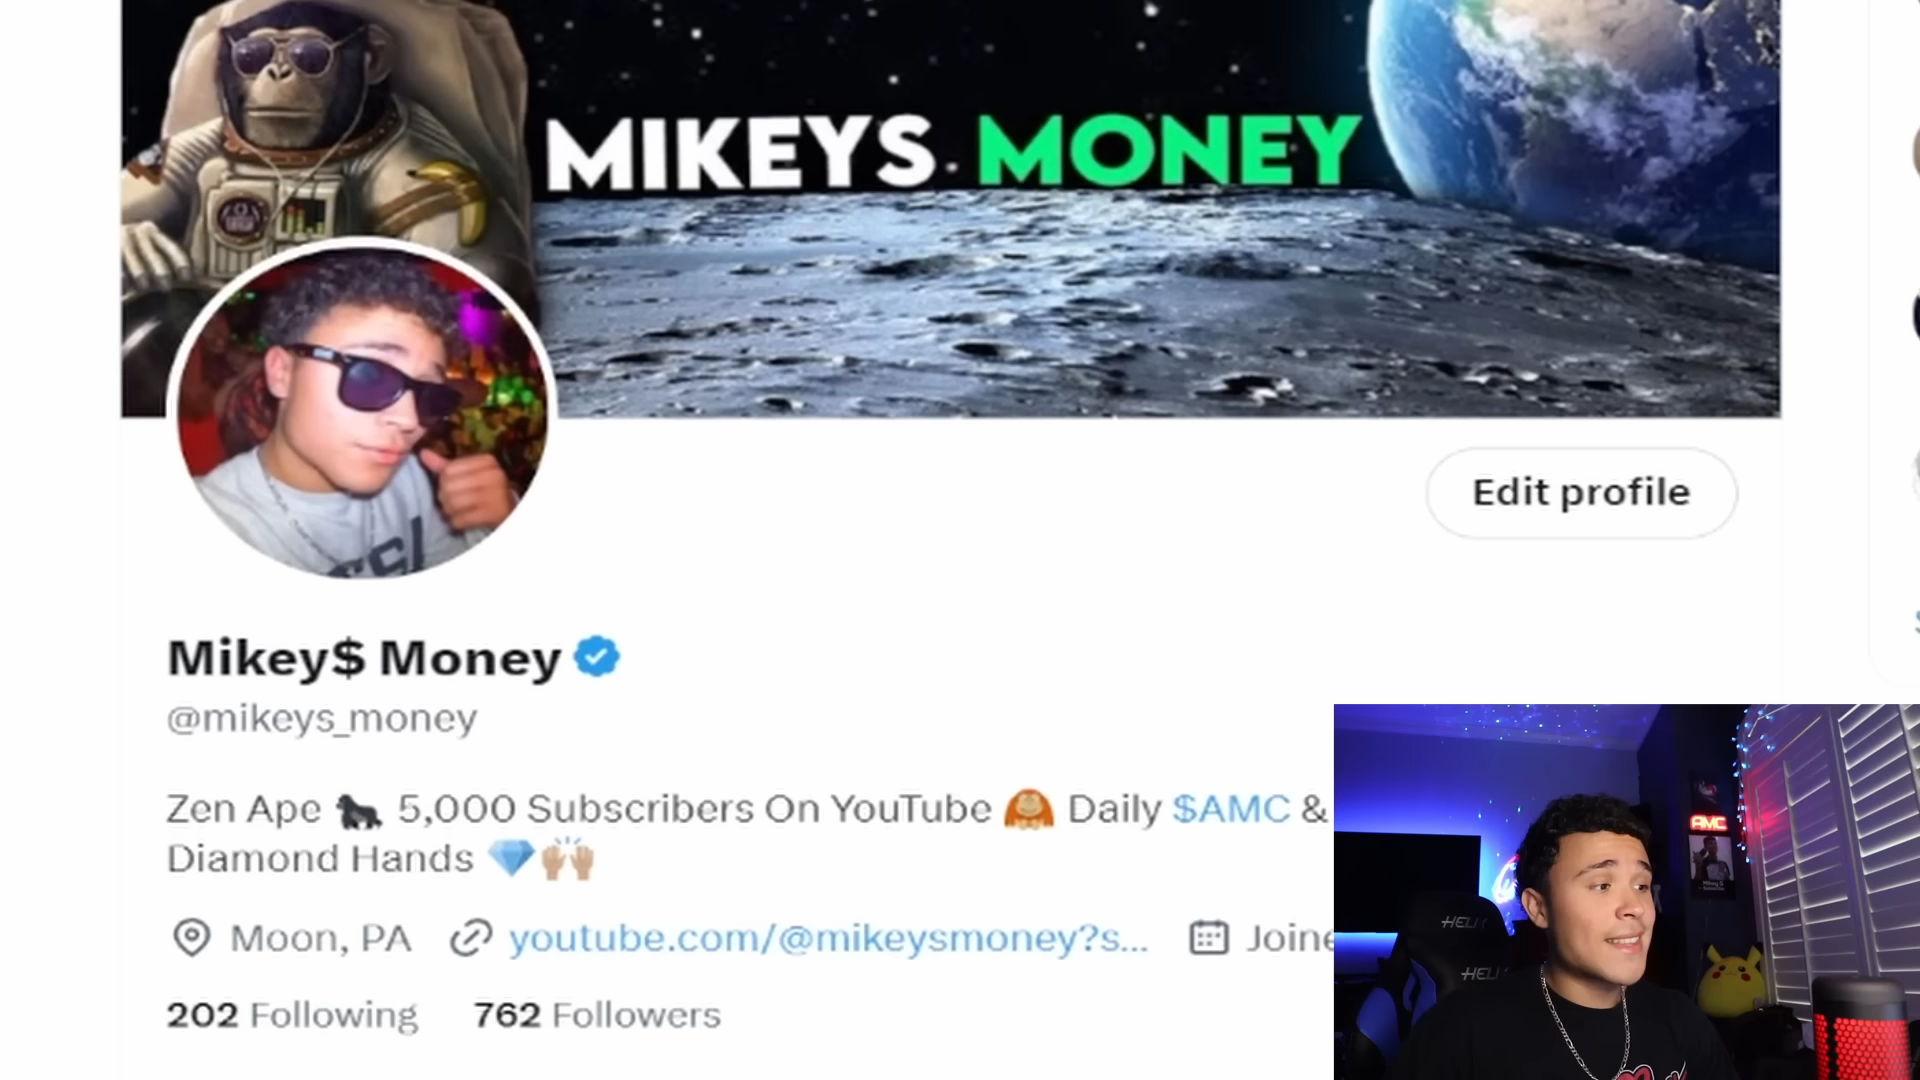 MIKEYS MONEY
Edit profile
Mikey$ Money
@mikeys_money
Zen Ape 🦍 5,000 Subscribers On YouTube 🦧 Daily $AMC &
Diamond Hands 💎🙌🏽
Moon, PA youtube.com/@mikeysmoney?s... Joine
202 Following 762 Followers
AMC